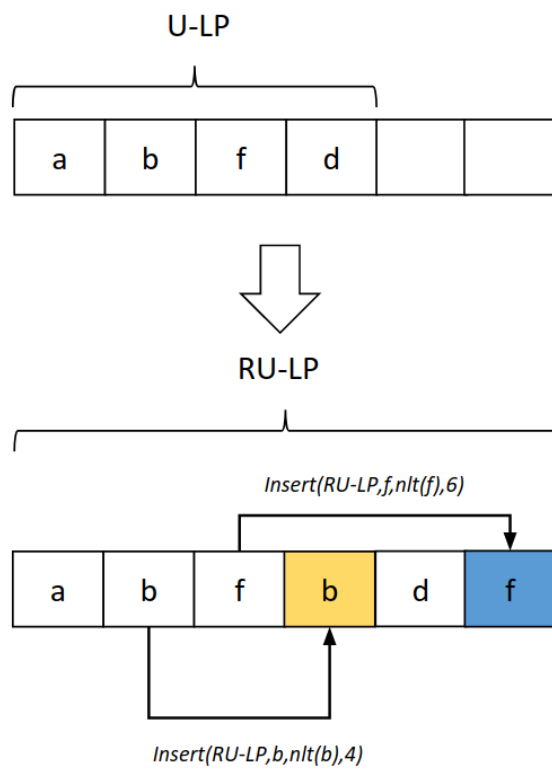 U-LP
a b f d
RU-LP
Insert(RU-LP,f,nlt(f),6)
a b f b d f
Insert(RU-LP,b,nlt(b),4)